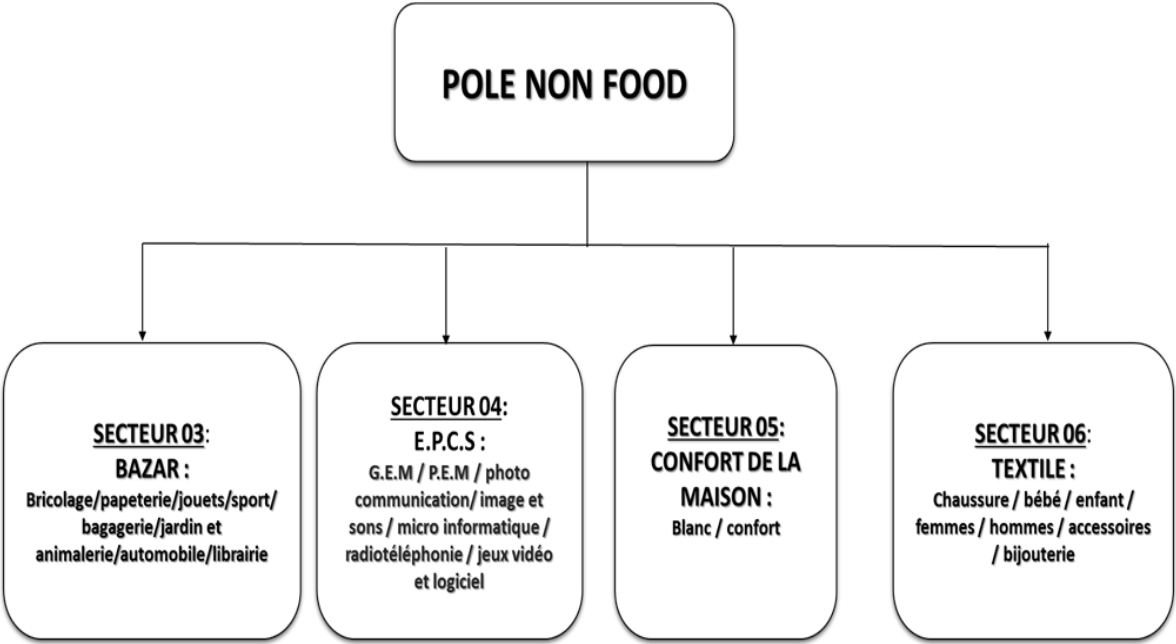 POLE NON FOOD
SECTEUR 03:
BAZAR :
Bricolage/papeterie/jouets/sport/
bagagerie/jardin et
animalerie/automobile/librairie
SECTEUR 04:
E.P.C.S :
G.E.M / P.E.M / photo
communication/ image et
sons / micro informatique /
radiotéléphonie / jeux vidéo
et logiciel
SECTEUR 05:
CONFORT DE LA
MAISON :
Blanc / confort
SECTEUR 06:
TEXTILE :
Chaussure / bébé / enfant /
femmes / hommes / accessoires
/ bijouterie